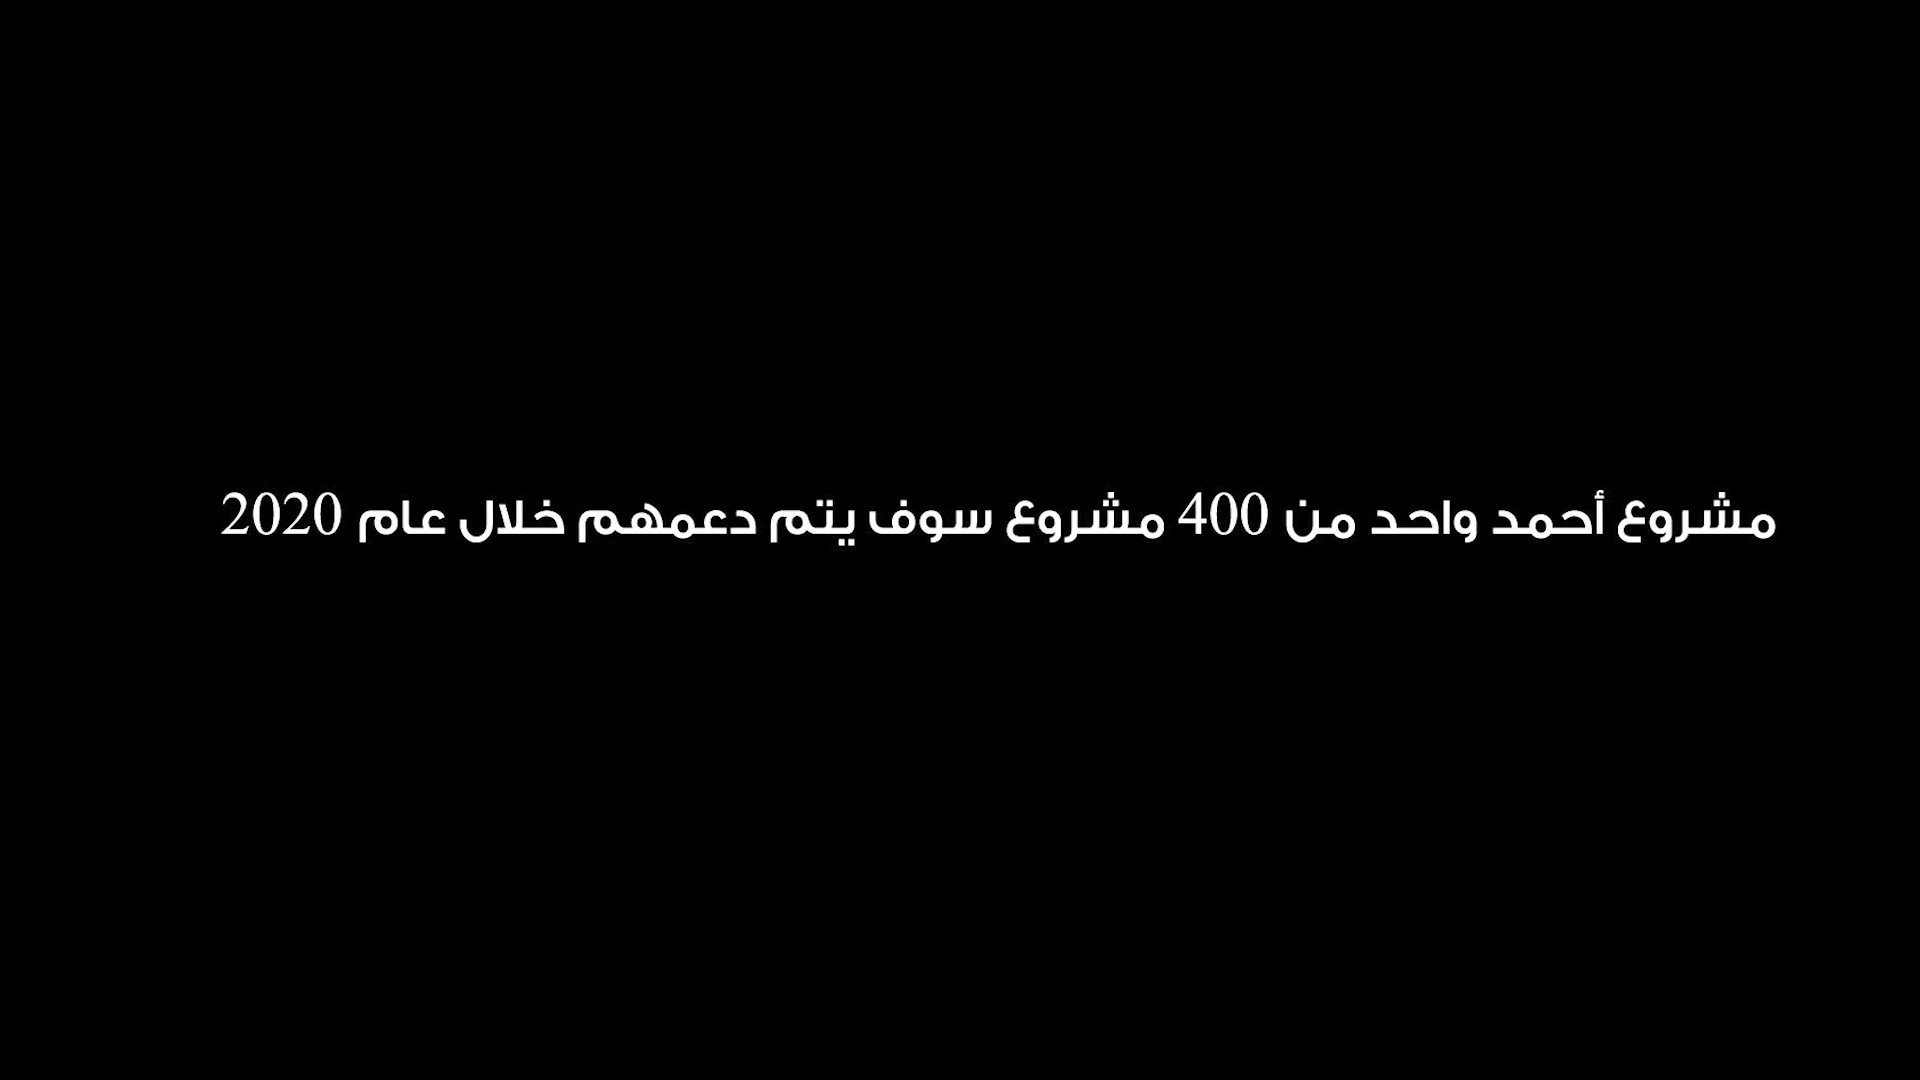 مشروع أحمد واحد من 400 مشروع سوف يتم دعمهم خلال عام 2020